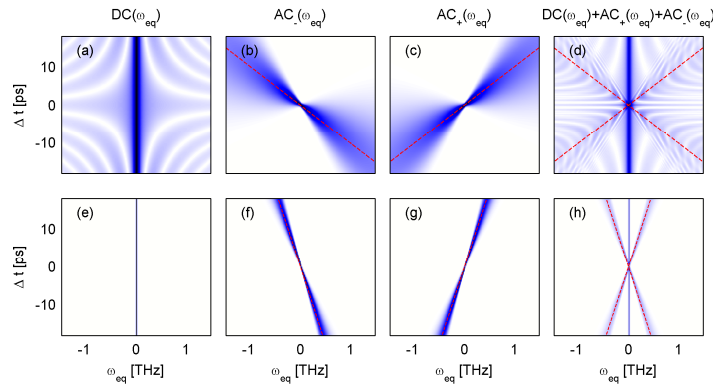 DC(ω_eq) AC_-(ω_eq) AC_+(ω_eq) DC(ω_eq)+AC_+(ω_eq)+AC_-(ω_eq)
(a) (b) (c) (d)
10
0
-10
Δ t [ps]
(e) (f) (g) (h)
10
0
-10
Δ t [ps]
-1 0 1 -1 0 1 -1 0 1 -1 0 1
ω_eq [THz] ω_eq [THz] ω_eq [THz] ω_eq [THz]